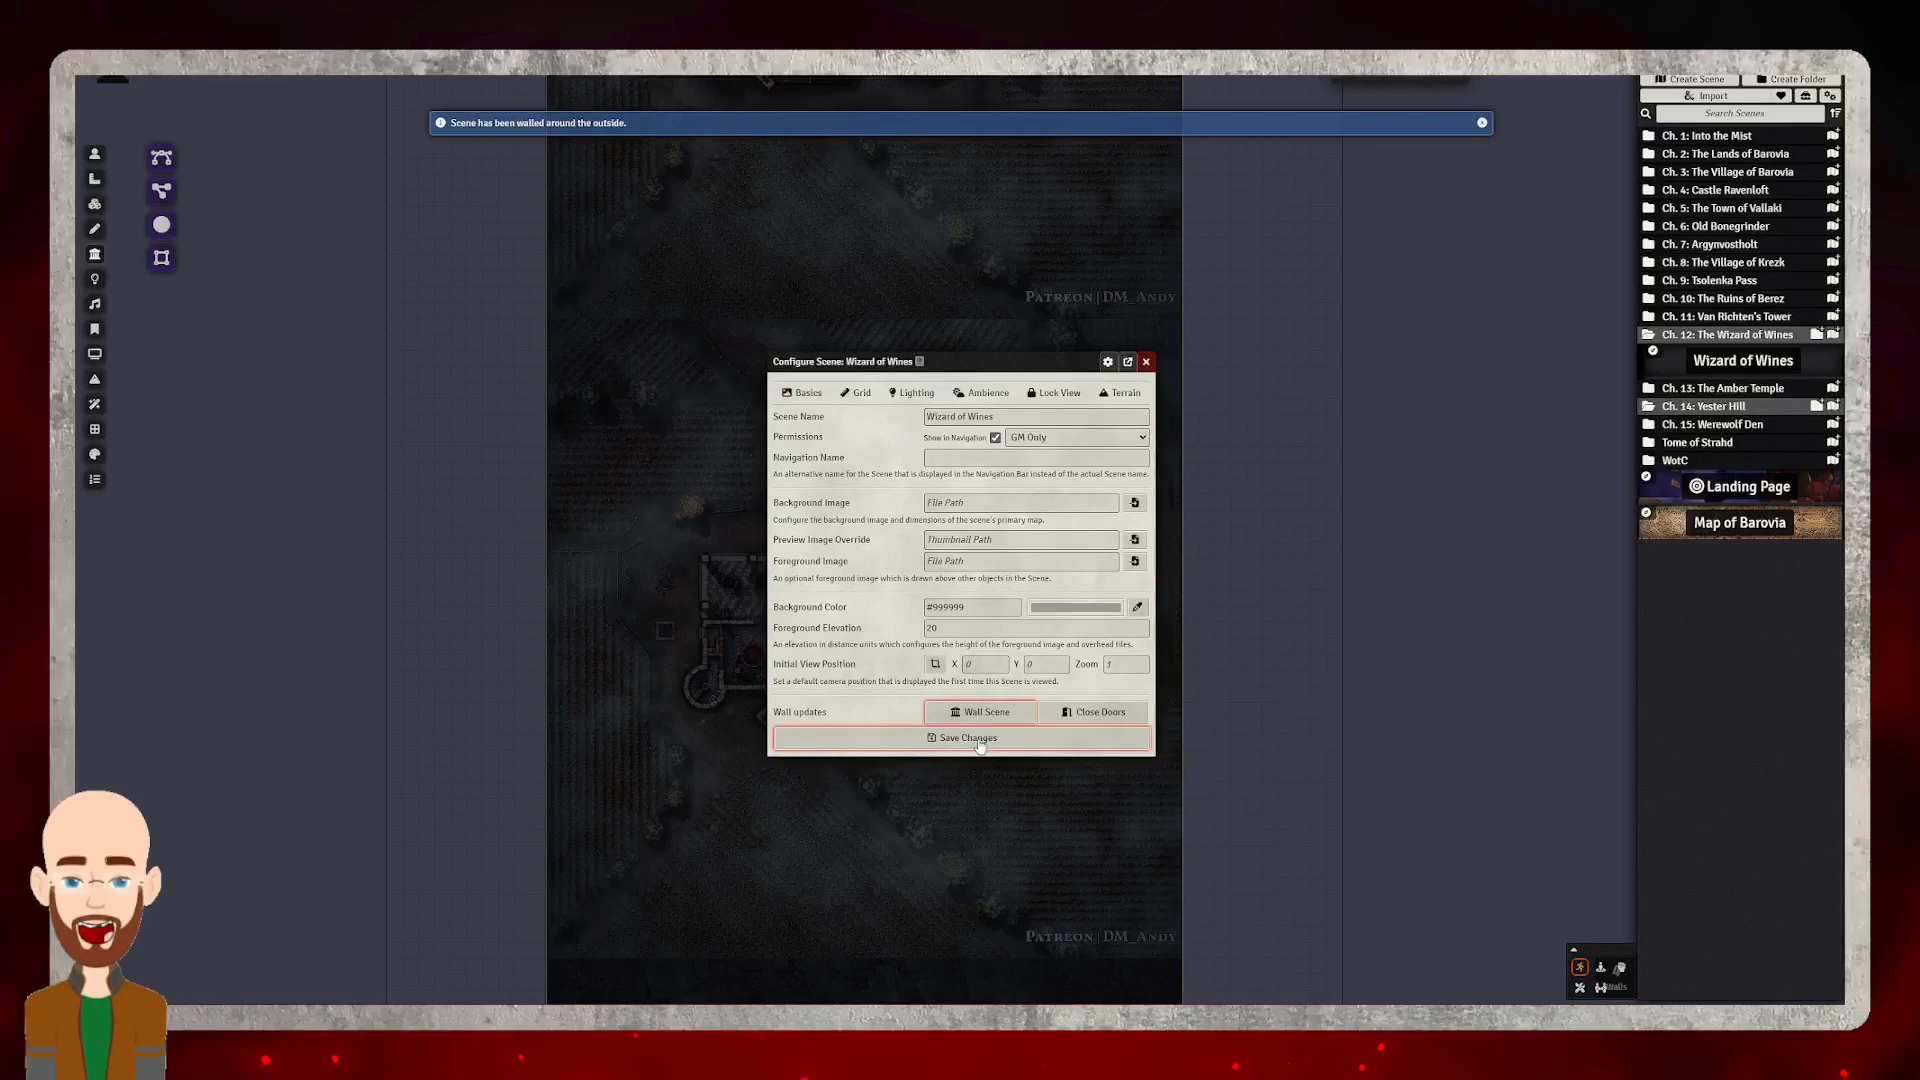 Create Scene
Create Folder
Scene has been walled around the outside.
Import
Search Scenes
Ch. 1: Into the Mist
Ch. 2: The Lands of Barovia
Ch. 3: The Village of Barovia
Ch. 4: Castle Ravenloft
Ch. 5: The Town of Vallaki
Ch. 6: Old Bonegrinder
Ch. 7: Argynvostholt
Ch. 8: The Village of Krezk
Ch. 9: Tsolenka Pass
Ch. 10: The Ruins of Berez
Ch. 11: Van Richten's Tower
Ch. 12: The Wizard of Wines
Wizard of Wines
Ch. 13: The Amber Temple
Ch. 14: Yester Hill
Ch. 15: Werewolf Den
Tome of Strahd
WotC
Landing Page
Map of Barovia
PATREON|DM_ANDY
Configure Scene: Wizard of Wines
Basics Grid Lighting Ambience Lock View Terrain
Scene Name Wizard of Wines
Permissions Show in Navigation GM Only
Navigation Name
An alternative name for the Scene that is displayed in the Navigation Bar instead of the actual Scene name.
Background Image File Path
Configure the background image and dimensions of the scene's primary map.
Preview Image Override Thumbnail Path
Foreground Image File Path
An optional foreground image which is drawn above other objects in the Scene.
Background Color #999999
Foreground Elevation 20
An elevation in distance units which configures the height of the foreground image and overhead tiles.
Initial View Position X 0 Y 0 Zoom 1
Set a default camera position that is displayed the first time this Scene is viewed.
Wall updates Wall Scene Close Doors
Save Changes
PATREON|DM_ANDY
Walls